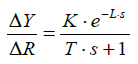 ΔY/ΔR = K · e^(-L·s) / (T · s + 1)